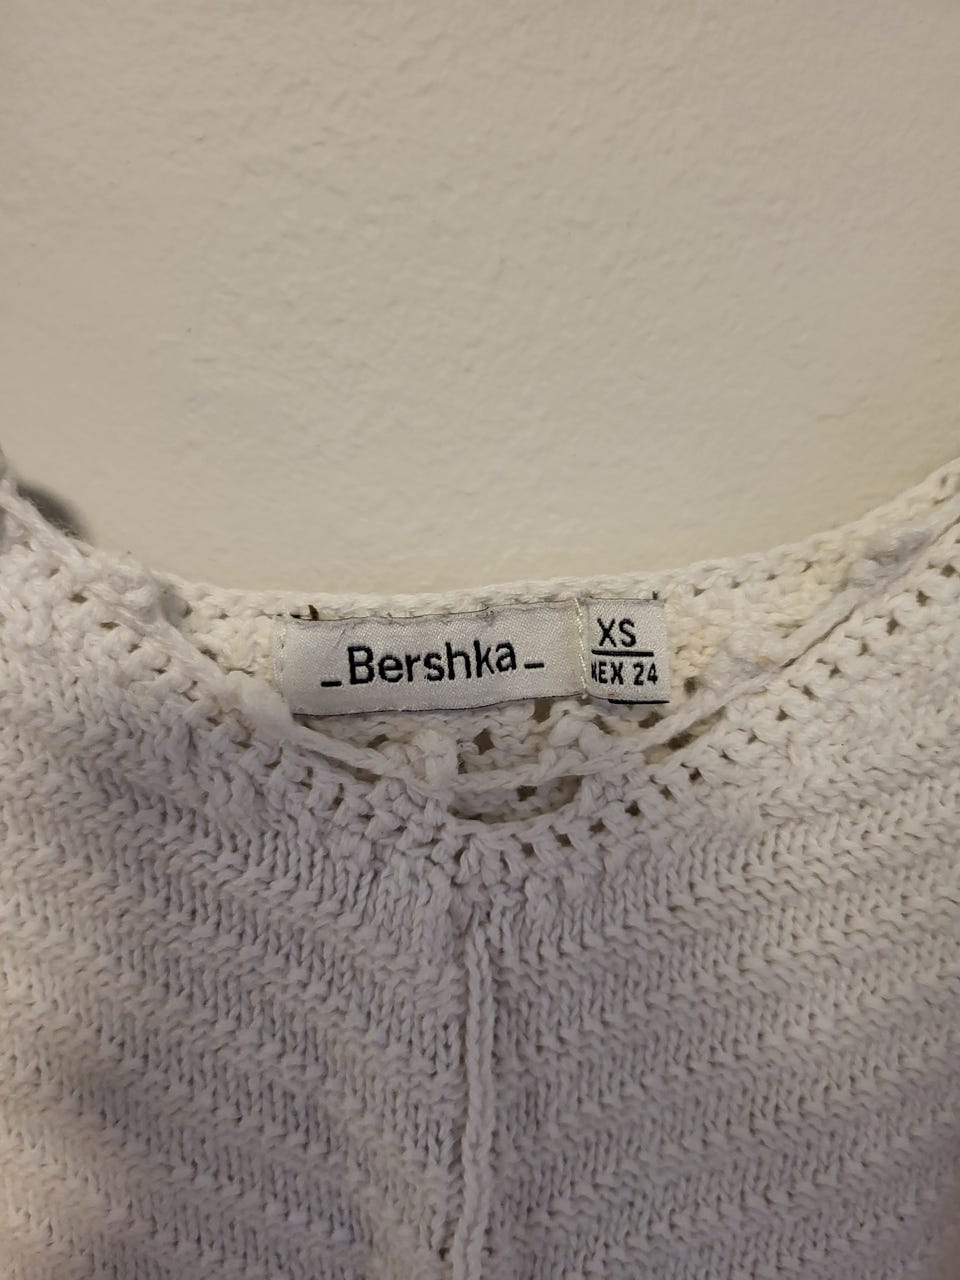 _Bershka_
XS
MEX 24